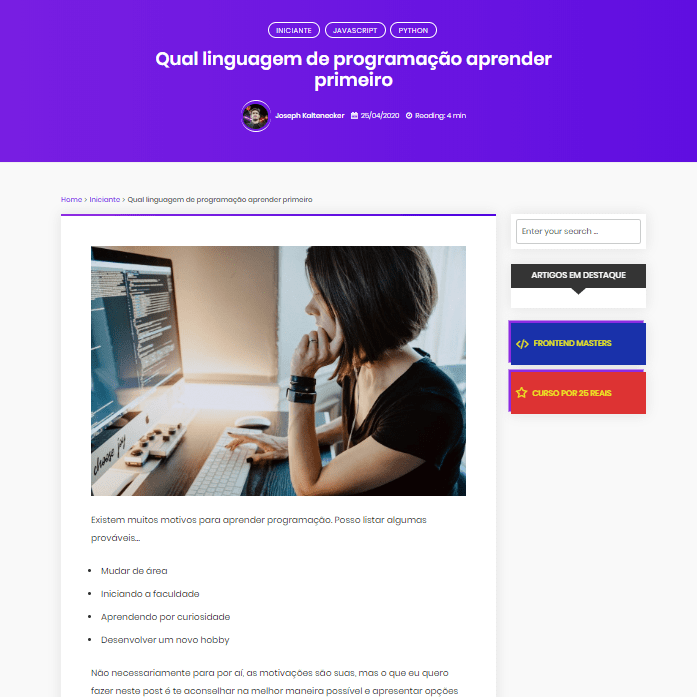 INICIANTE JAVASCRIPT PYTHON
Qual linguagem de programação aprender
primeiro
Joseph Kaltenecker 25/04/2020 Reading: 4 min
Home > Iniciante > Qual linguagem de programação aprender primeiro
Enter your search ...
ARTIGOS EM DESTAQUE
FRONTEND MASTERS
CURSO POR 25 REAIS
choose joy
Existem muitos motivos para aprender programação. Posso listar algumas
prováveis...
Mudar de área
Iniciando a faculdade
Aprendendo por curiosidade
Desenvolver um novo hobby
Não necessariamente para por aí, as motivações são suas, mas o que eu quero
fazer neste post é te aconselhar na melhor maneira possível e apresentar opções